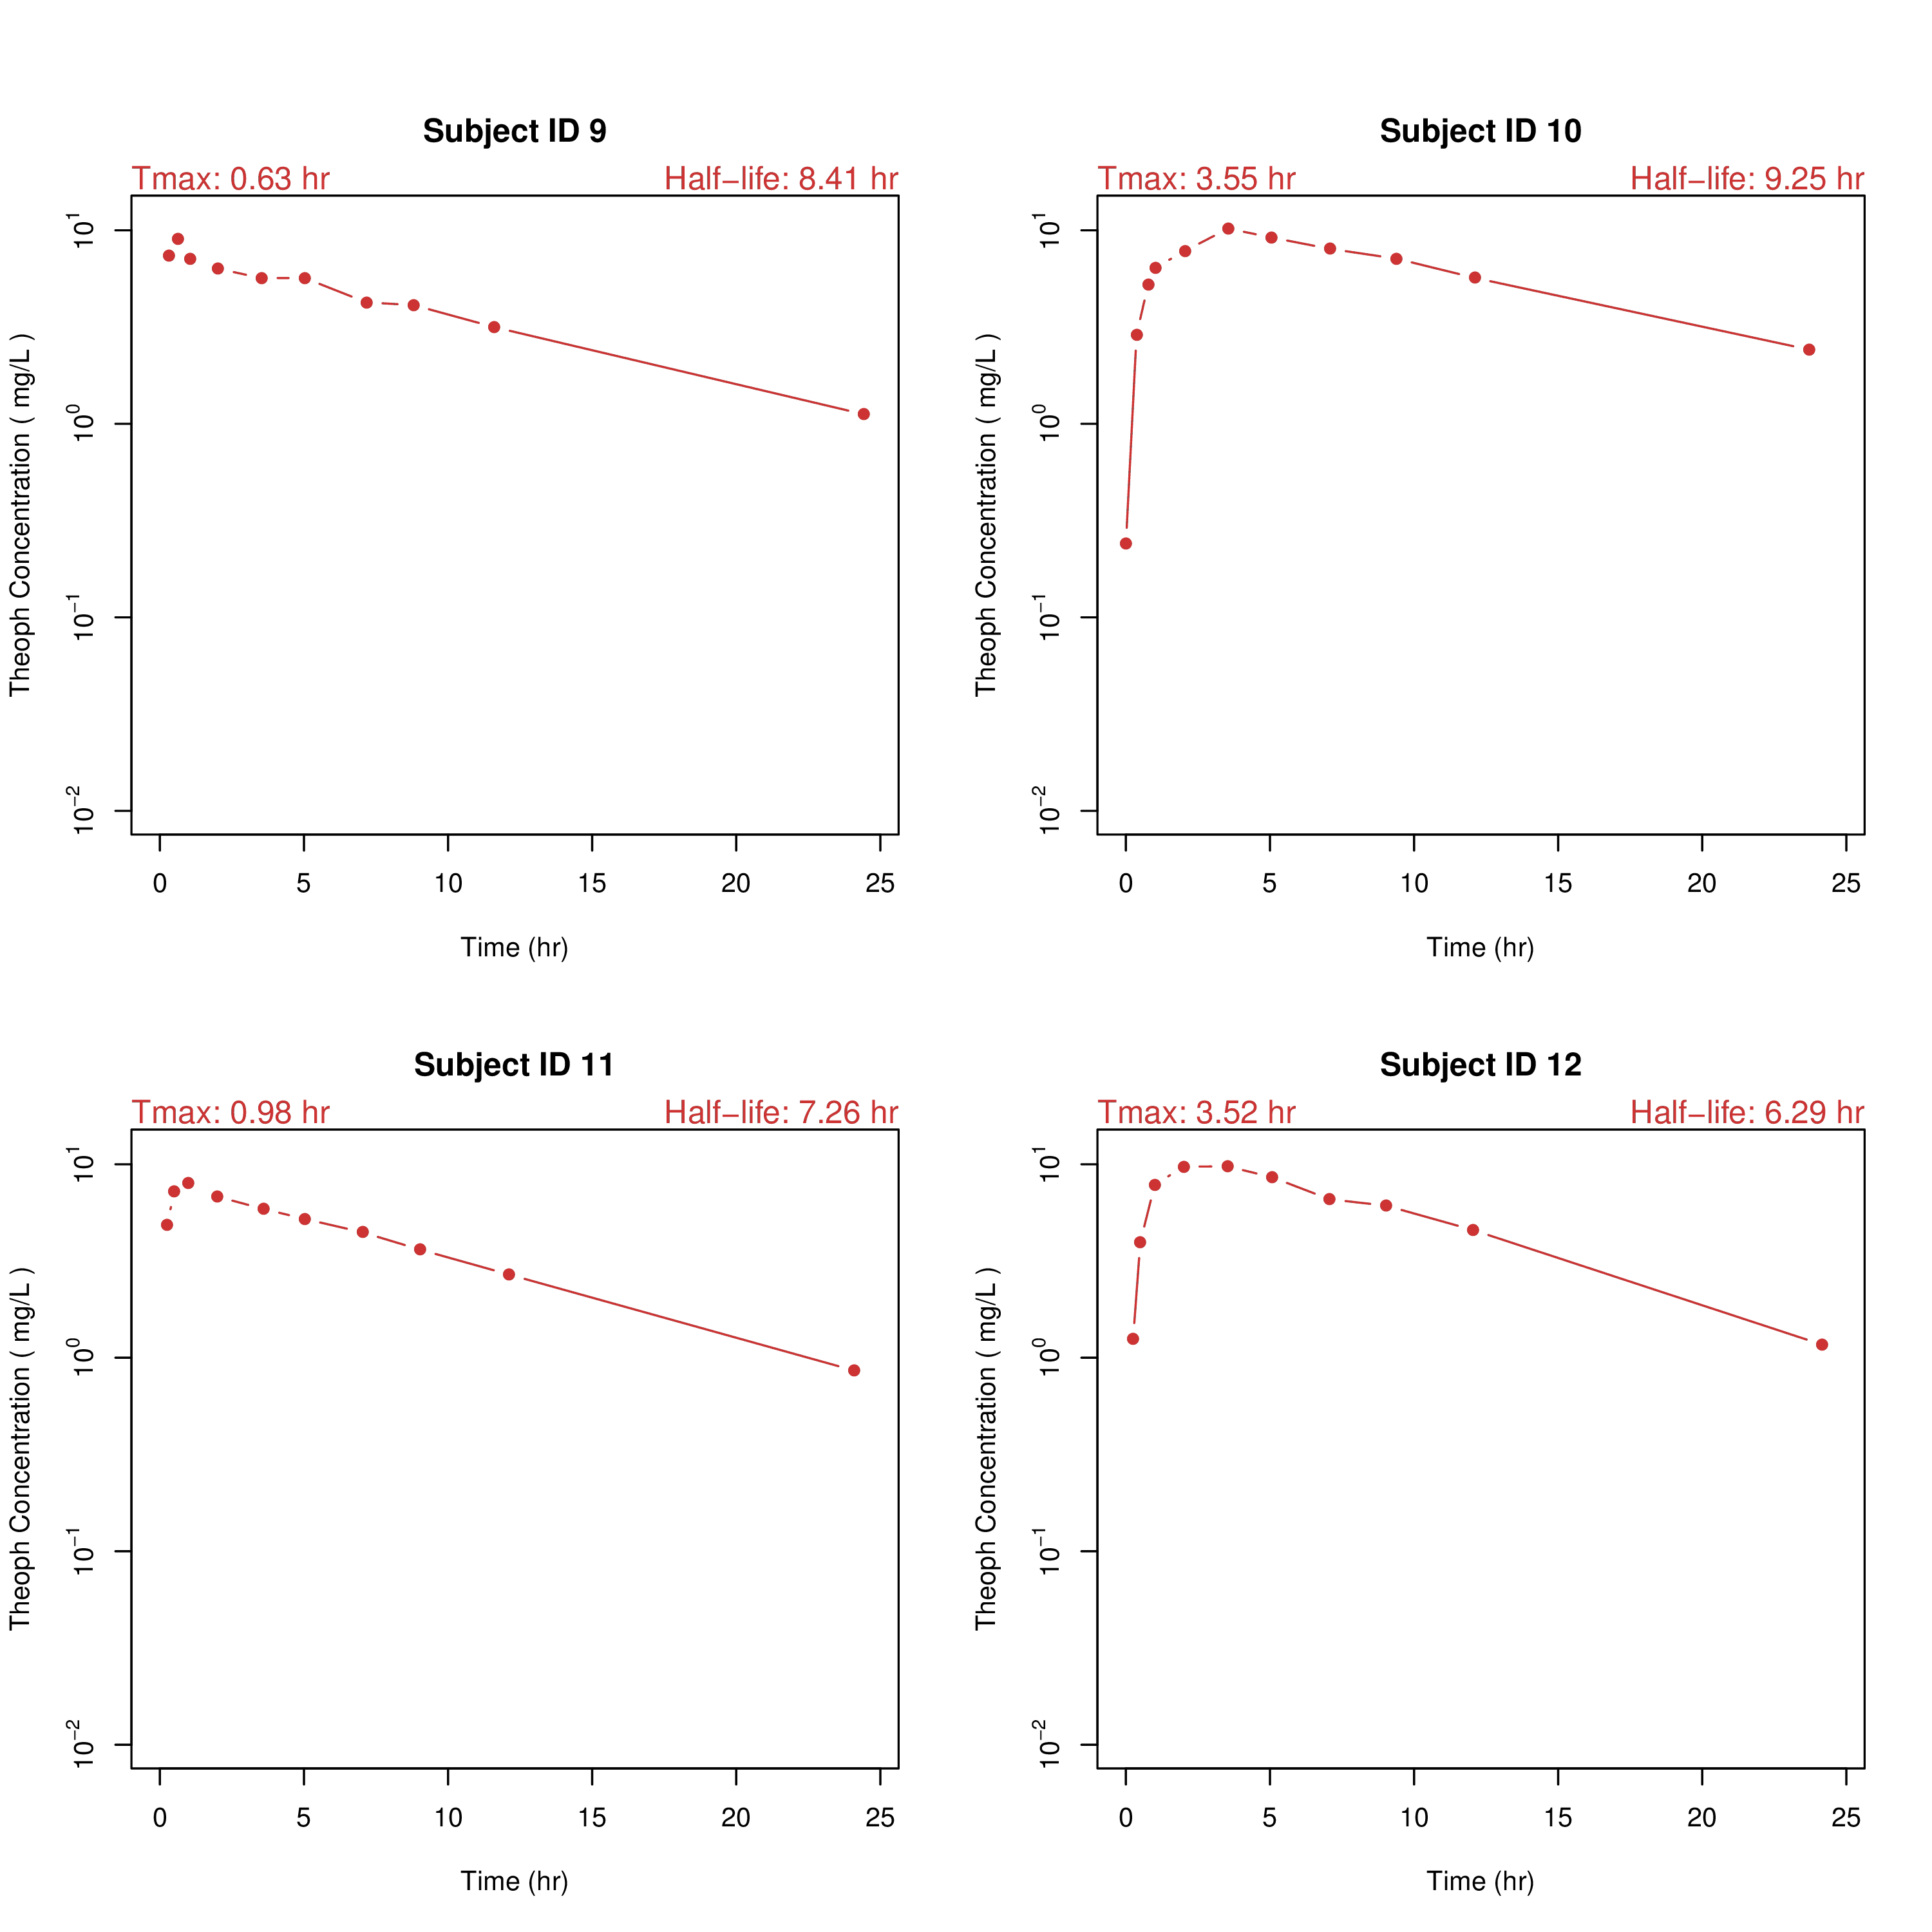 Subject ID 9
Tmax: 0.63 hr Half−life: 8.41 hr
Theoph Concentration ( mg/L )
10^1
10^0
10^−1
10^−2
0 5 10 15 20 25
Time (hr)
Subject ID 10
Tmax: 3.55 hr Half−life: 9.25 hr
Theoph Concentration ( mg/L )
10^1
10^0
10^−1
10^−2
0 5 10 15 20 25
Time (hr)
Subject ID 11
Tmax: 0.98 hr Half−life: 7.26 hr
Theoph Concentration ( mg/L )
10^1
10^0
10^−1
10^−2
0 5 10 15 20 25
Time (hr)
Subject ID 12
Tmax: 3.52 hr Half−life: 6.29 hr
Theoph Concentration ( mg/L )
10^1
10^0
10^−1
10^−2
0 5 10 15 20 25
Time (hr)